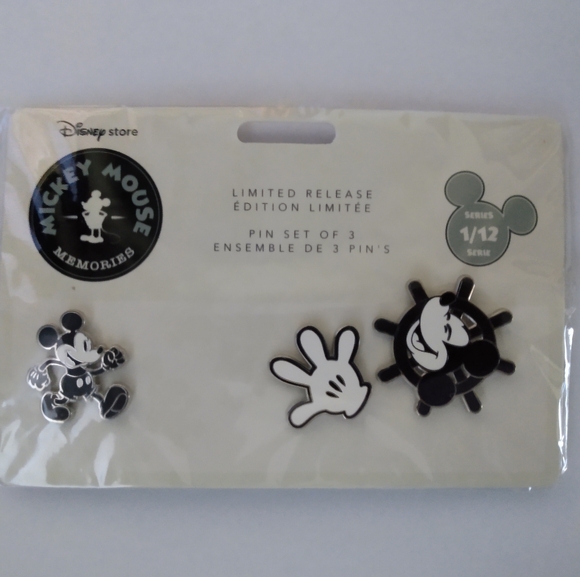 Disney store
MICKEY MOUSE
MEMORIES
LIMITED RELEASE
ÉDITION LIMITÉE
PIN SET OF 3
ENSEMBLE DE 3 PIN'S
SERIES
1/12
SERIE